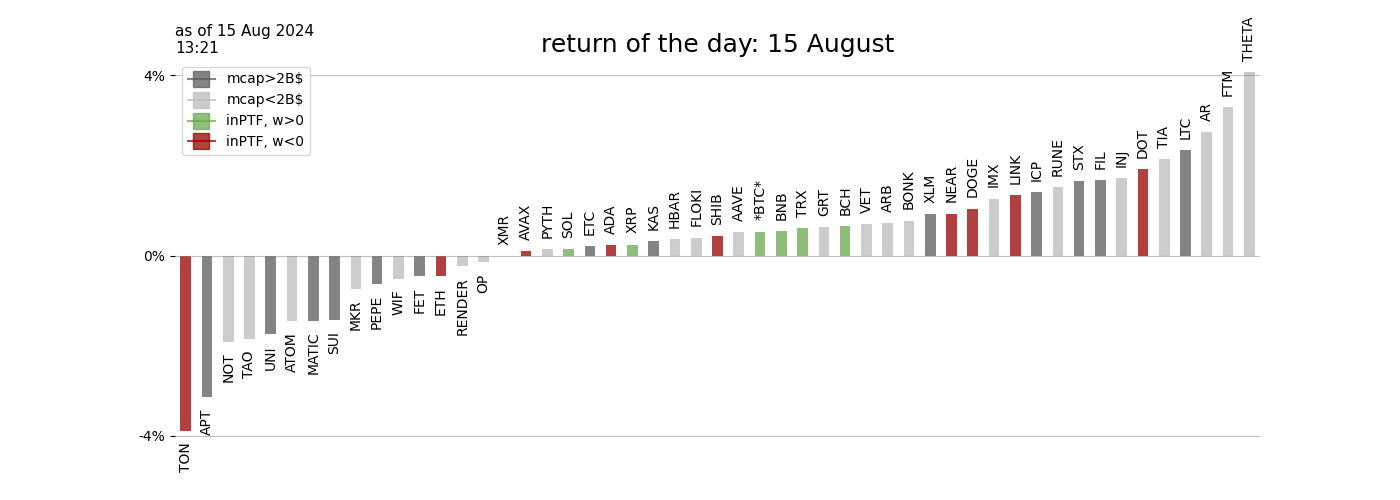 as of 15 Aug 2024
13:21
return of the day: 15 August
mcap>2B$
mcap<2B$
inPTF, w>0
inPTF, w<0
4%
0%
-4%
TON
APT
NOT
TAO
UNI
ATOM
MATIC
SUI
MKR
PEPE
WIF
FET
ETH
RENDER
OP
XMR
AVAX
PYTH
SOL
ETC
ADA
XRP
KAS
HBAR
FLOKI
SHIB
AAVE
*BTC*
BNB
TRX
GRT
BCH
VET
ARB
BONK
XLM
NEAR
DOGE
IMX
LINK
ICP
RUNE
STX
FIL
INJ
DOT
TIA
LTC
AR
FTM
THETA